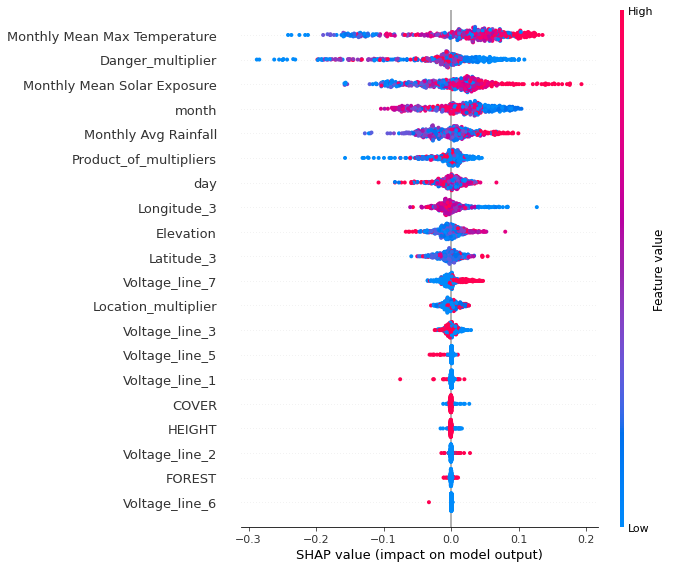 High
Monthly Mean Max Temperature
Danger_multiplier
Monthly Mean Solar Exposure
month
Monthly Avg Rainfall
Product_of_multipliers
day
Longitude_3
Elevation
Latitude_3
Voltage_line_7
Location_multiplier
Voltage_line_3
Voltage_line_5
Voltage_line_1
COVER
HEIGHT
Voltage_line_2
FOREST
Voltage_line_6
Feature value
Low
−0.3 −0.2 −0.1 0.0 0.1 0.2
SHAP value (impact on model output)